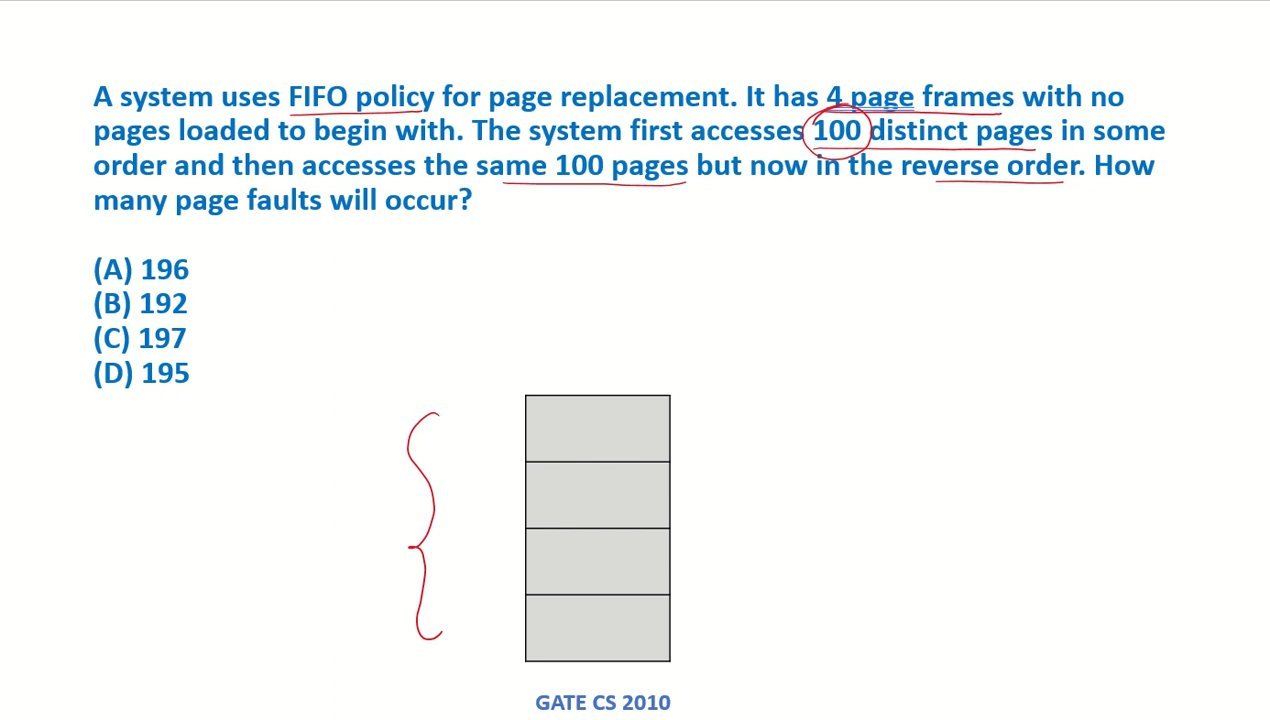 A system uses FIFO policy for page replacement. It has 4 page frames with no
pages loaded to begin with. The system first accesses 100 distinct pages in some
order and then accesses the same 100 pages but now in the reverse order. How
many page faults will occur?
(A) 196
(B) 192
(C) 197
(D) 195
GATE CS 2010